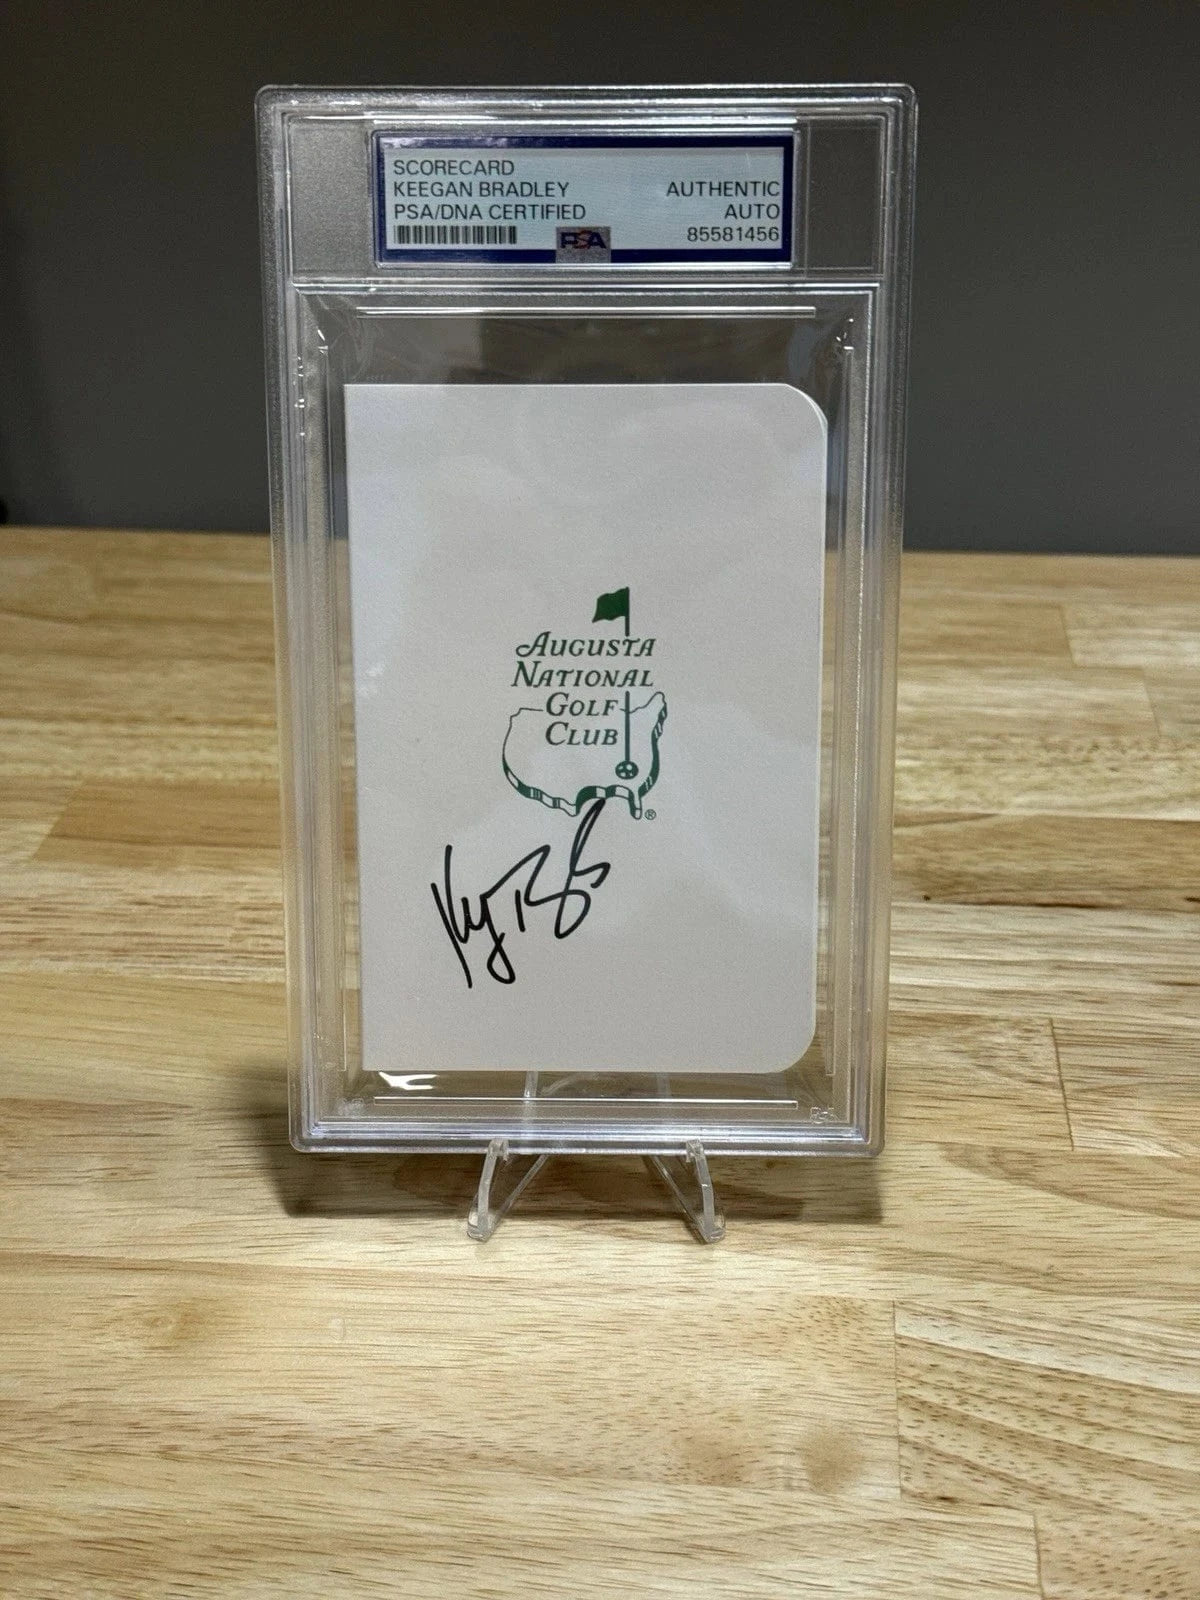 SCORECARD
KEEGAN BRADLEY AUTHENTIC
PSA/DNA CERTIFIED AUTO
PSA 85581456
AUGUSTA
NATIONAL
GOLF
CLUB
®